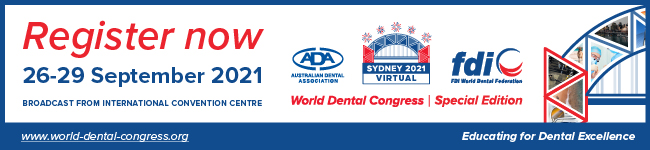 Register now
26-29 September 2021
BROADCAST FROM INTERNATIONAL CONVENTION CENTRE
ADA
AUSTRALIAN DENTAL
ASSOCIATION
SYDNEY 2021
VIRTUAL
fdi
FDI World Dental Federation
World Dental Congress | Special Edition
www.world-dental-congress.org
Educating for Dental Excellence